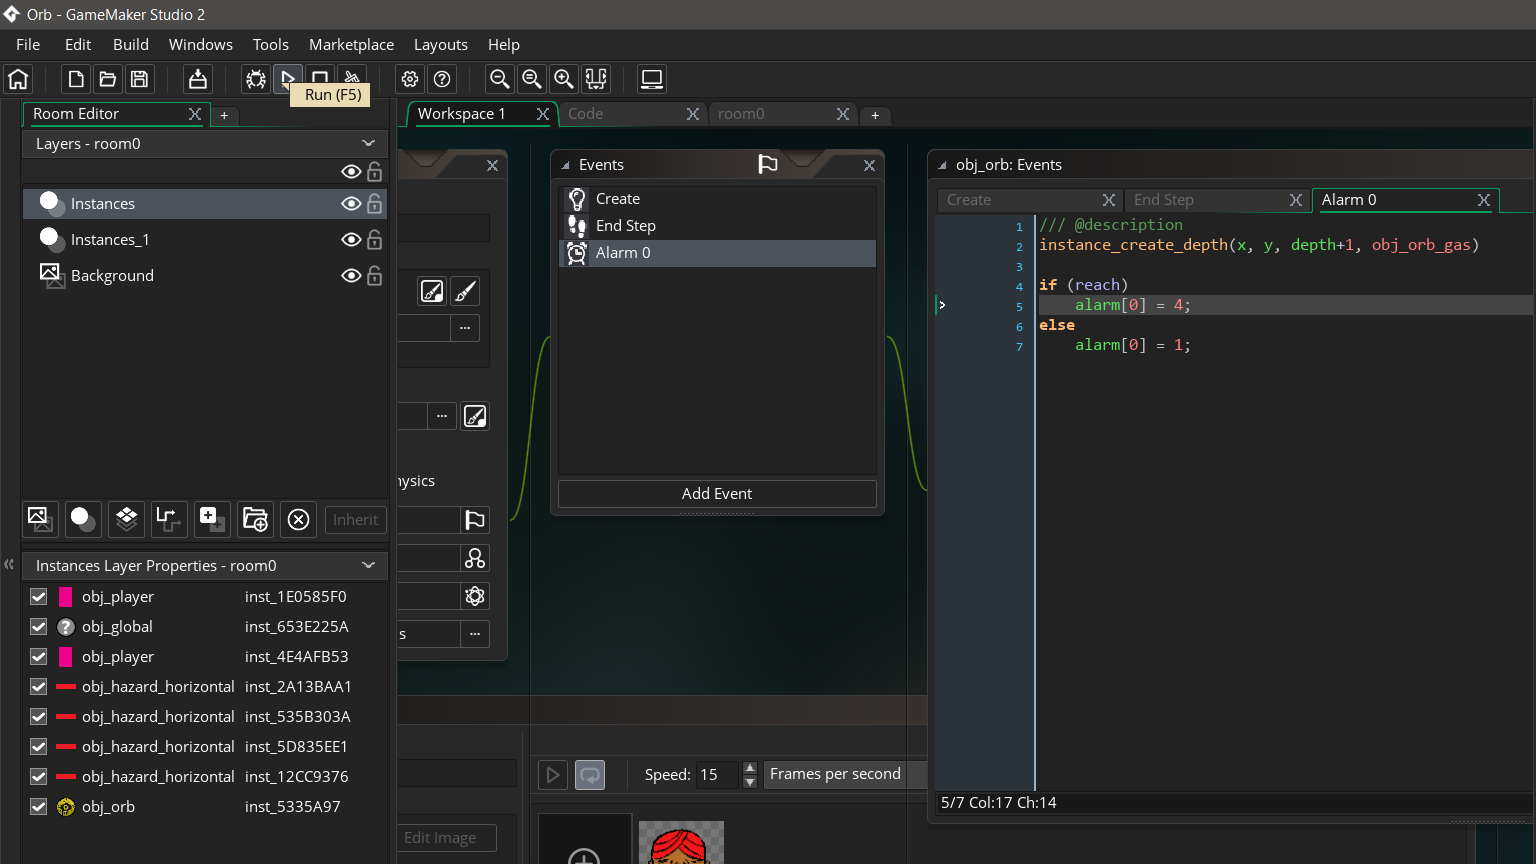 Orb - GameMaker Studio 2
File Edit Build Windows Tools Marketplace Layouts Help
Run (F5)
Room Editor
Layers - room0
Instances
Instances_1
Background
Inherit
Instances Layer Properties - room0
obj_player inst_1E0585F0
obj_global inst_653E225A
obj_player inst_4E4AFB53
obj_hazard_horizontal inst_2A13BAA1
obj_hazard_horizontal inst_535B303A
obj_hazard_horizontal inst_5D835EE1
obj_hazard_horizontal inst_12CC9376
obj_orb inst_5335A97
Workspace 1 Code room0
hysics
s
Events
Create
End Step
Alarm 0
Add Event
Speed: 15 Frames per second
Edit Image
obj_orb: Events
Create End Step Alarm 0
1 /// @description
2 instance_create_depth(x, y, depth+1, obj_orb_gas)
3
4 if (reach)
5 alarm[0] = 4;
6 else
7 alarm[0] = 1;
5/7 Col:17 Ch:14